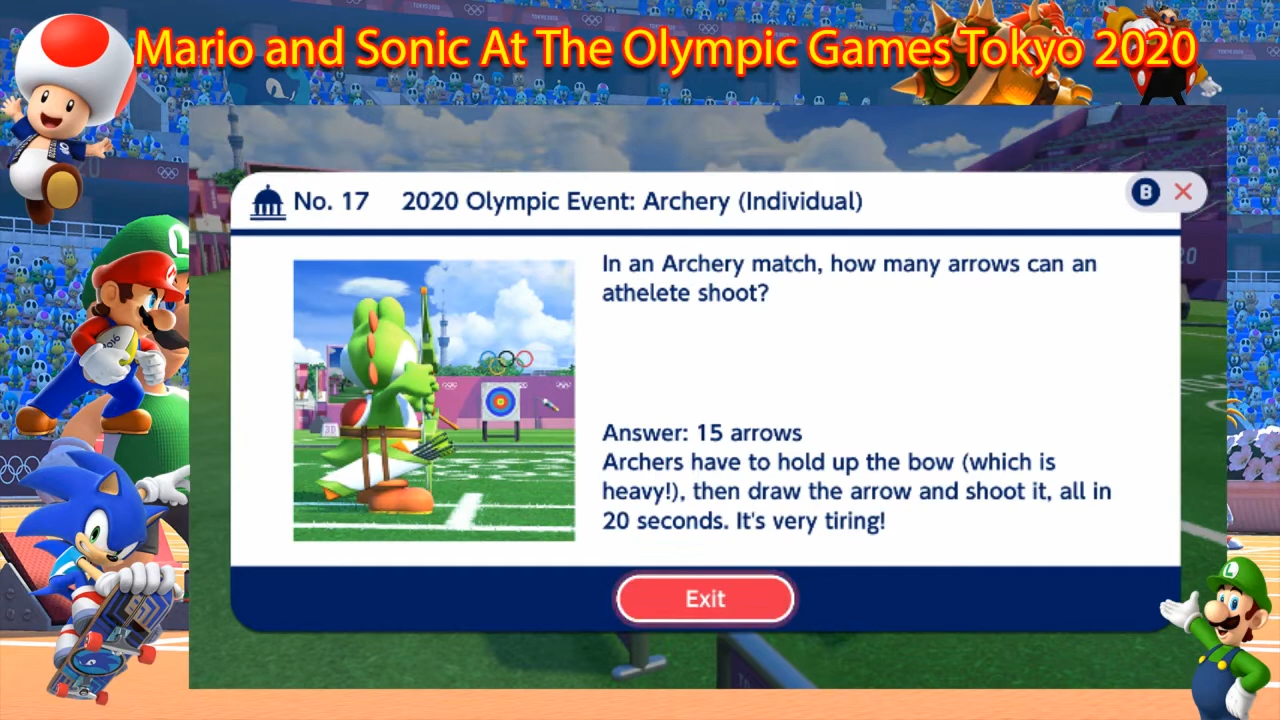 Mario and Sonic At The Olympic Games Tokyo 2020
No. 17 2020 Olympic Event: Archery (Individual)
B
In an Archery match, how many arrows can an
athelete shoot?
3D
Answer: 15 arrows
Archers have to hold up the bow (which is
heavy!), then draw the arrow and shoot it, all in
20 seconds. It's very tiring!
Exit